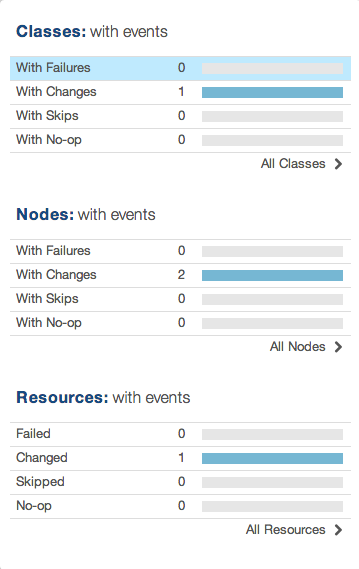 Classes: with events
With Failures 0
With Changes 1
With Skips 0
With No-op 0
All Classes
Nodes: with events
With Failures 0
With Changes 2
With Skips 0
With No-op 0
All Nodes
Resources: with events
Failed 0
Changed 1
Skipped 0
No-op 0
All Resources